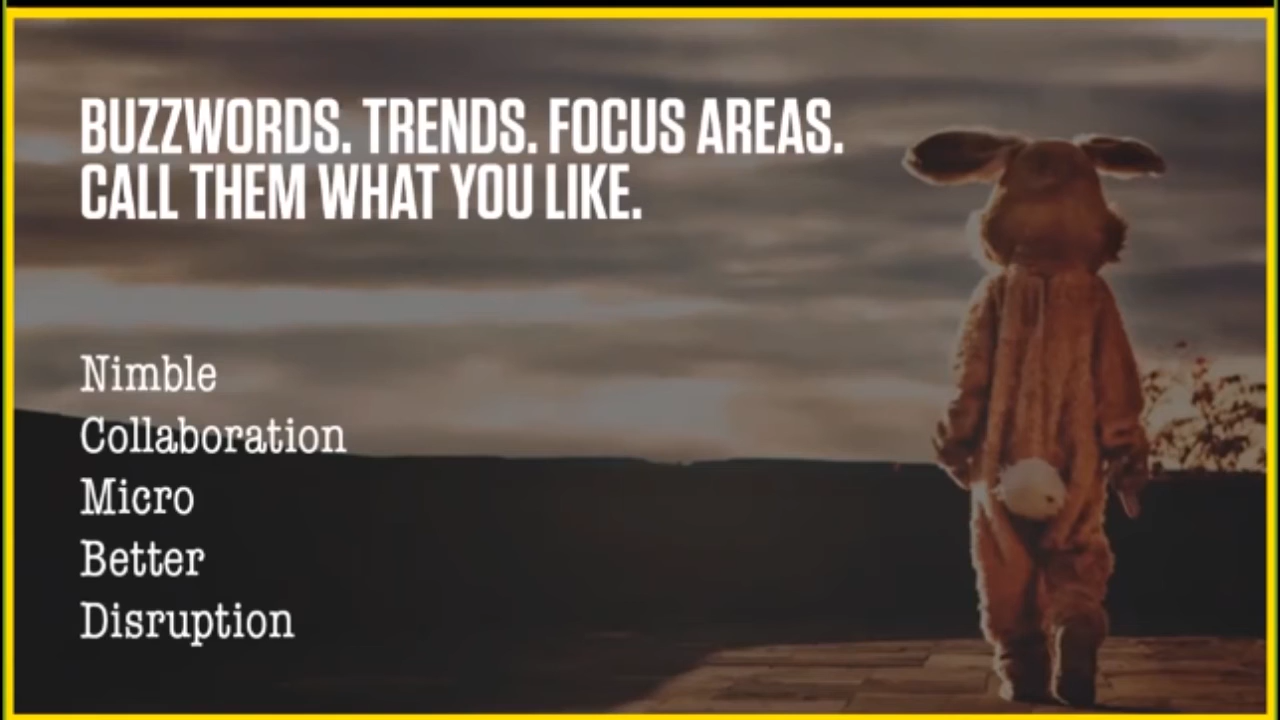 BUZZWORDS. TRENDS. FOCUS AREAS.
CALL THEM WHAT YOU LIKE.
Nimble
Collaboration
Micro
Better
Disruption